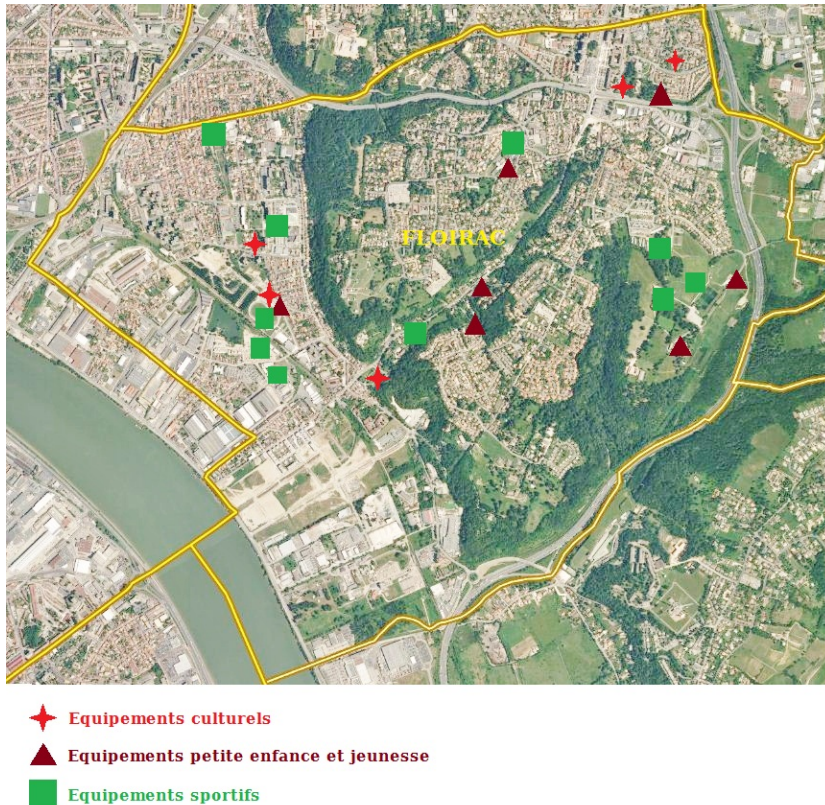 FLOIRAC
Equipements culturels
Equipements petite enfance et jeunesse
Equipements sportifs